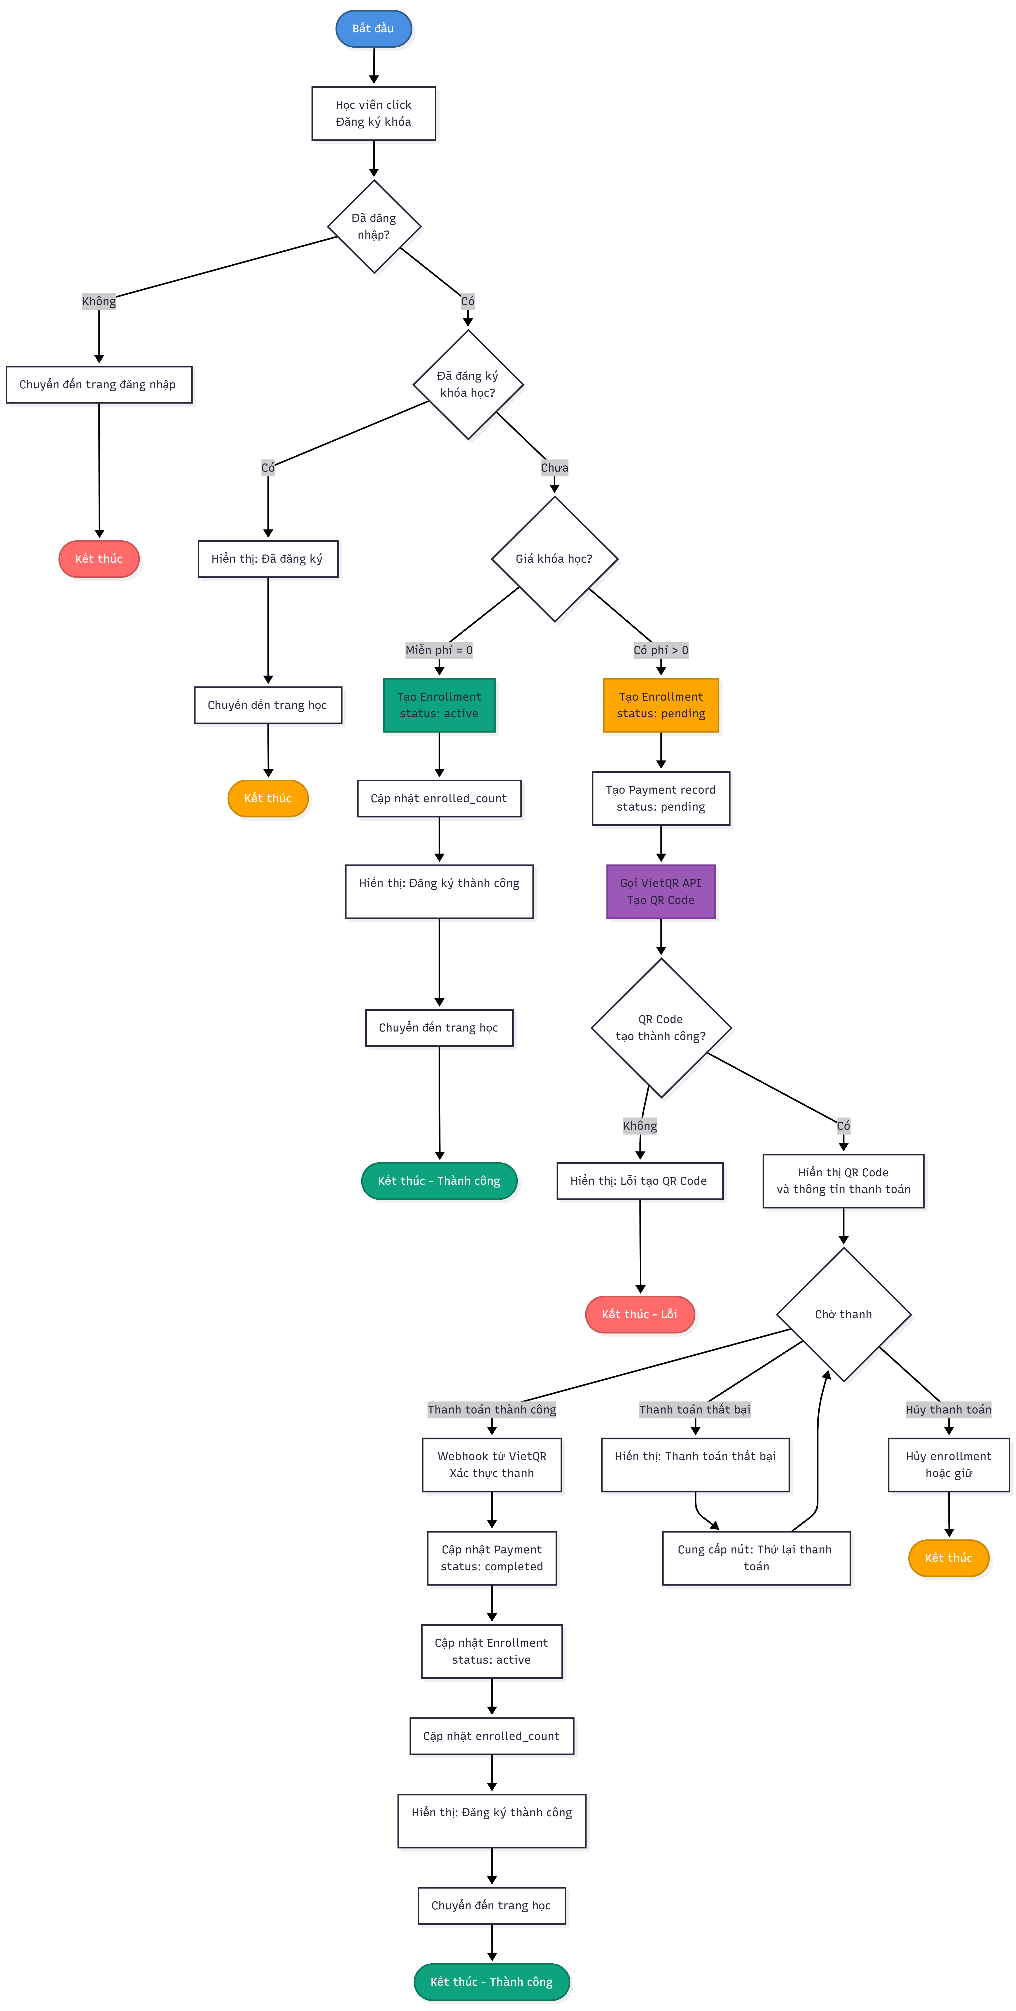 Bắt đầu
Học viên click
Đăng ký khóa
Đã đăng
nhập?
Không
Có
Chuyển đến trang đăng nhập
Đã đăng ký
khóa học?
Có
Chưa
Kết thúc
Hiển thị: Đã đăng ký
Giá khóa học?
Miễn phí = 0
Có phí > 0
Chuyển đến trang học
Tạo Enrollment
status: active
Tạo Enrollment
status: pending
Kết thúc
Cập nhật enrolled_count
Tạo Payment record
status: pending
Hiển thị: Đăng ký thành công
Gọi VietQR API
Tạo QR Code
Chuyển đến trang học
QR Code
tạo thành công?
Không
Có
Kết thúc - Thành công
Hiển thị: Lỗi tạo QR Code
Hiển thị QR Code
và thông tin thanh toán
Kết thúc - Lỗi
Chờ thanh
Thanh toán thành công
Thanh toán thất bại
Hủy thanh toán
Webhook từ VietQR
Xác thực thanh
Hiển thị: Thanh toán thất bại
Hủy enrollment
hoặc giữ
Cập nhật Payment
status: completed
Cung cấp nút: Thử lại thanh
toán
Kết thúc
Cập nhật Enrollment
status: active
Cập nhật enrolled_count
Hiển thị: Đăng ký thành công
Chuyển đến trang học
Kết thúc - Thành công